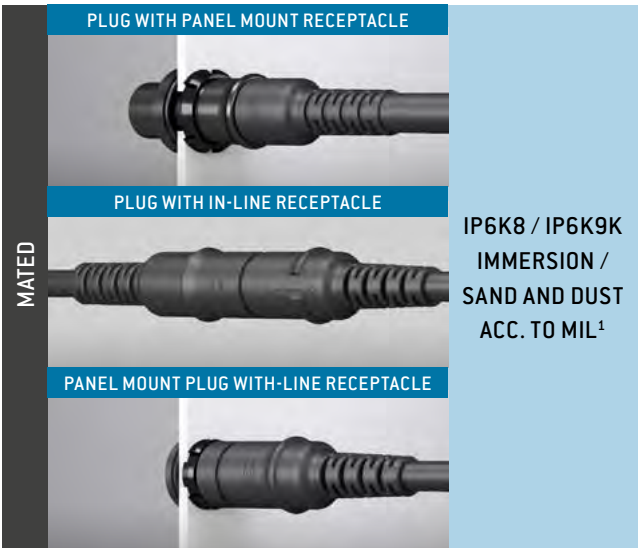 PLUG WITH PANEL MOUNT RECEPTACLE
PLUG WITH IN-LINE RECEPTACLE
PANEL MOUNT PLUG WITH-LINE RECEPTACLE
MATED
IP6K8 / IP6K9K
IMMERSION /
SAND AND DUST
ACC. TO MIL¹